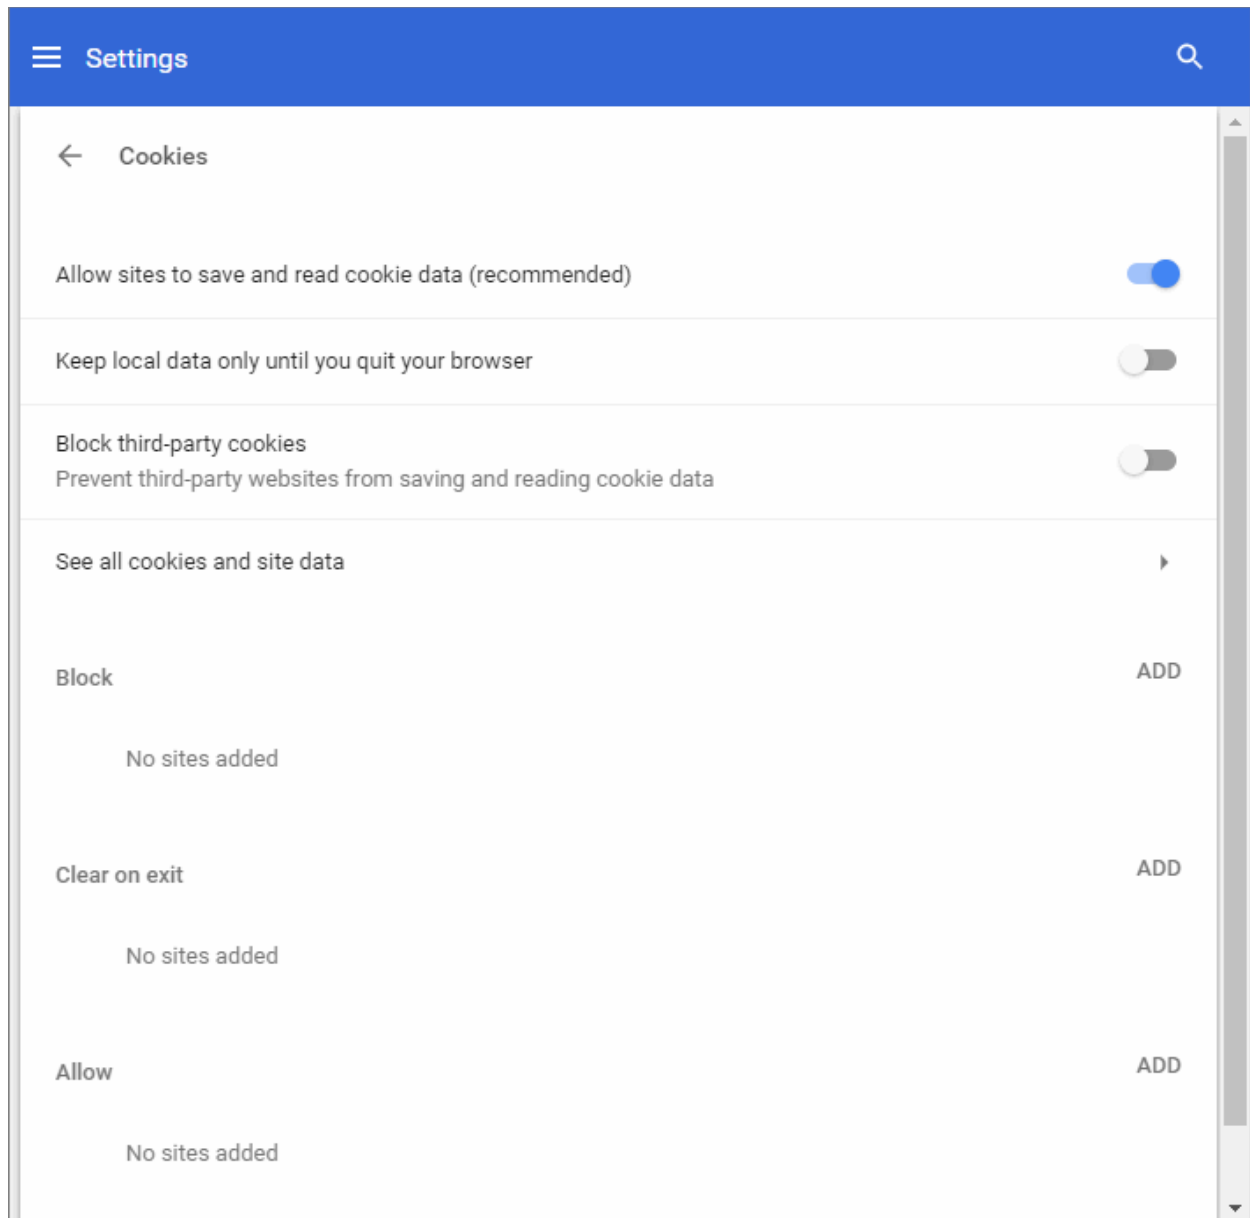 Settings
Cookies
Allow sites to save and read cookie data (recommended)
Keep local data only until you quit your browser
Block third-party cookies
Prevent third-party websites from saving and reading cookie data
See all cookies and site data
Block ADD
No sites added
Clear on exit ADD
No sites added
Allow ADD
No sites added